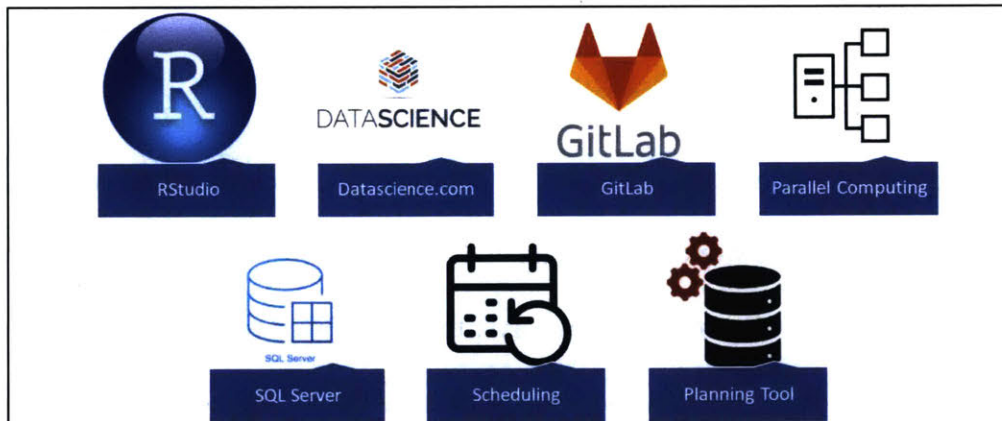 R
DATASCIENCE
GitLab
RStudio
Datascience.com
GitLab
Parallel Computing
SQL Server
SQL Server
Scheduling
Planning Tool